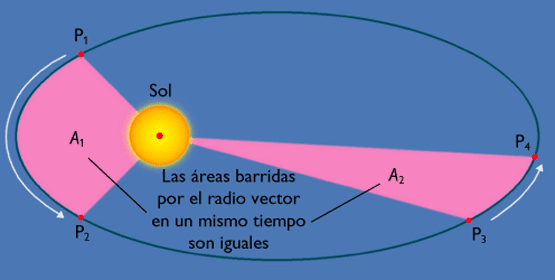 P₁
Sol
A₁
P₄
A₂
Las áreas barridas
por el radio vector
en un mismo tiempo
son iguales
P₂
P₃